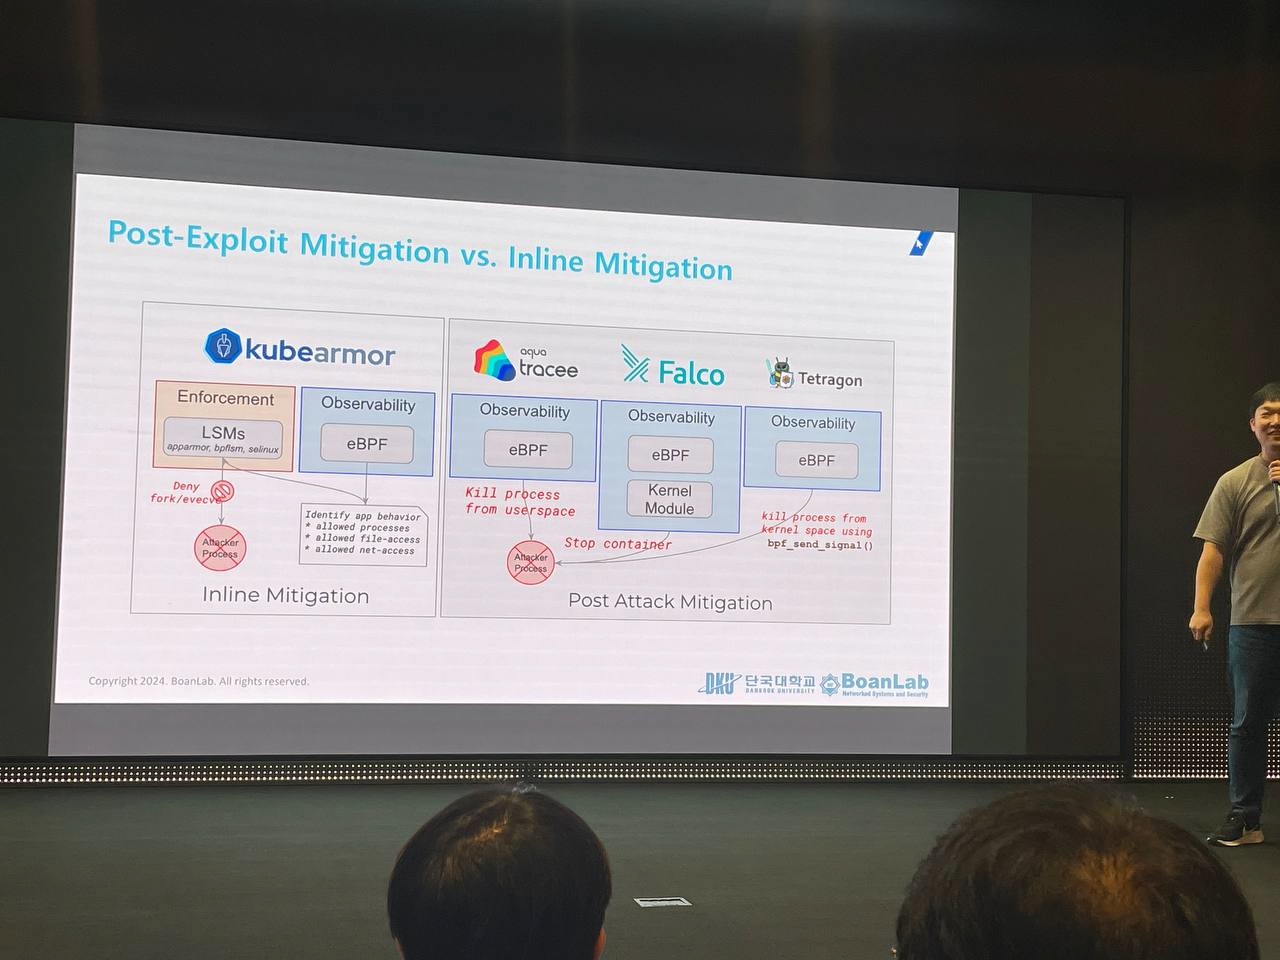 Post-Exploit Mitigation vs. Inline Mitigation
kubearmor
Enforcement
LSMs
apparmor, bpflsm, selinux
Observability
eBPF
Deny
fork/evecve
Attacker
Process
Identify app behavior
* allowed processes
* allowed file-access
* allowed net-access
Inline Mitigation
aqua
tracee
Falco
Tetragon
Observability
eBPF
Observability
eBPF
Kernel
Module
Observability
eBPF
Kill process
from userspace
Stop container
kill process from
kernel space using
bpf_send_signal()
Attacker
Process
Post Attack Mitigation
Copyright 2024. BoanLab. All rights reserved.
DKU 단국대학교
DANKOOK UNIVERSITY
BoanLab
Networked Systems and Security